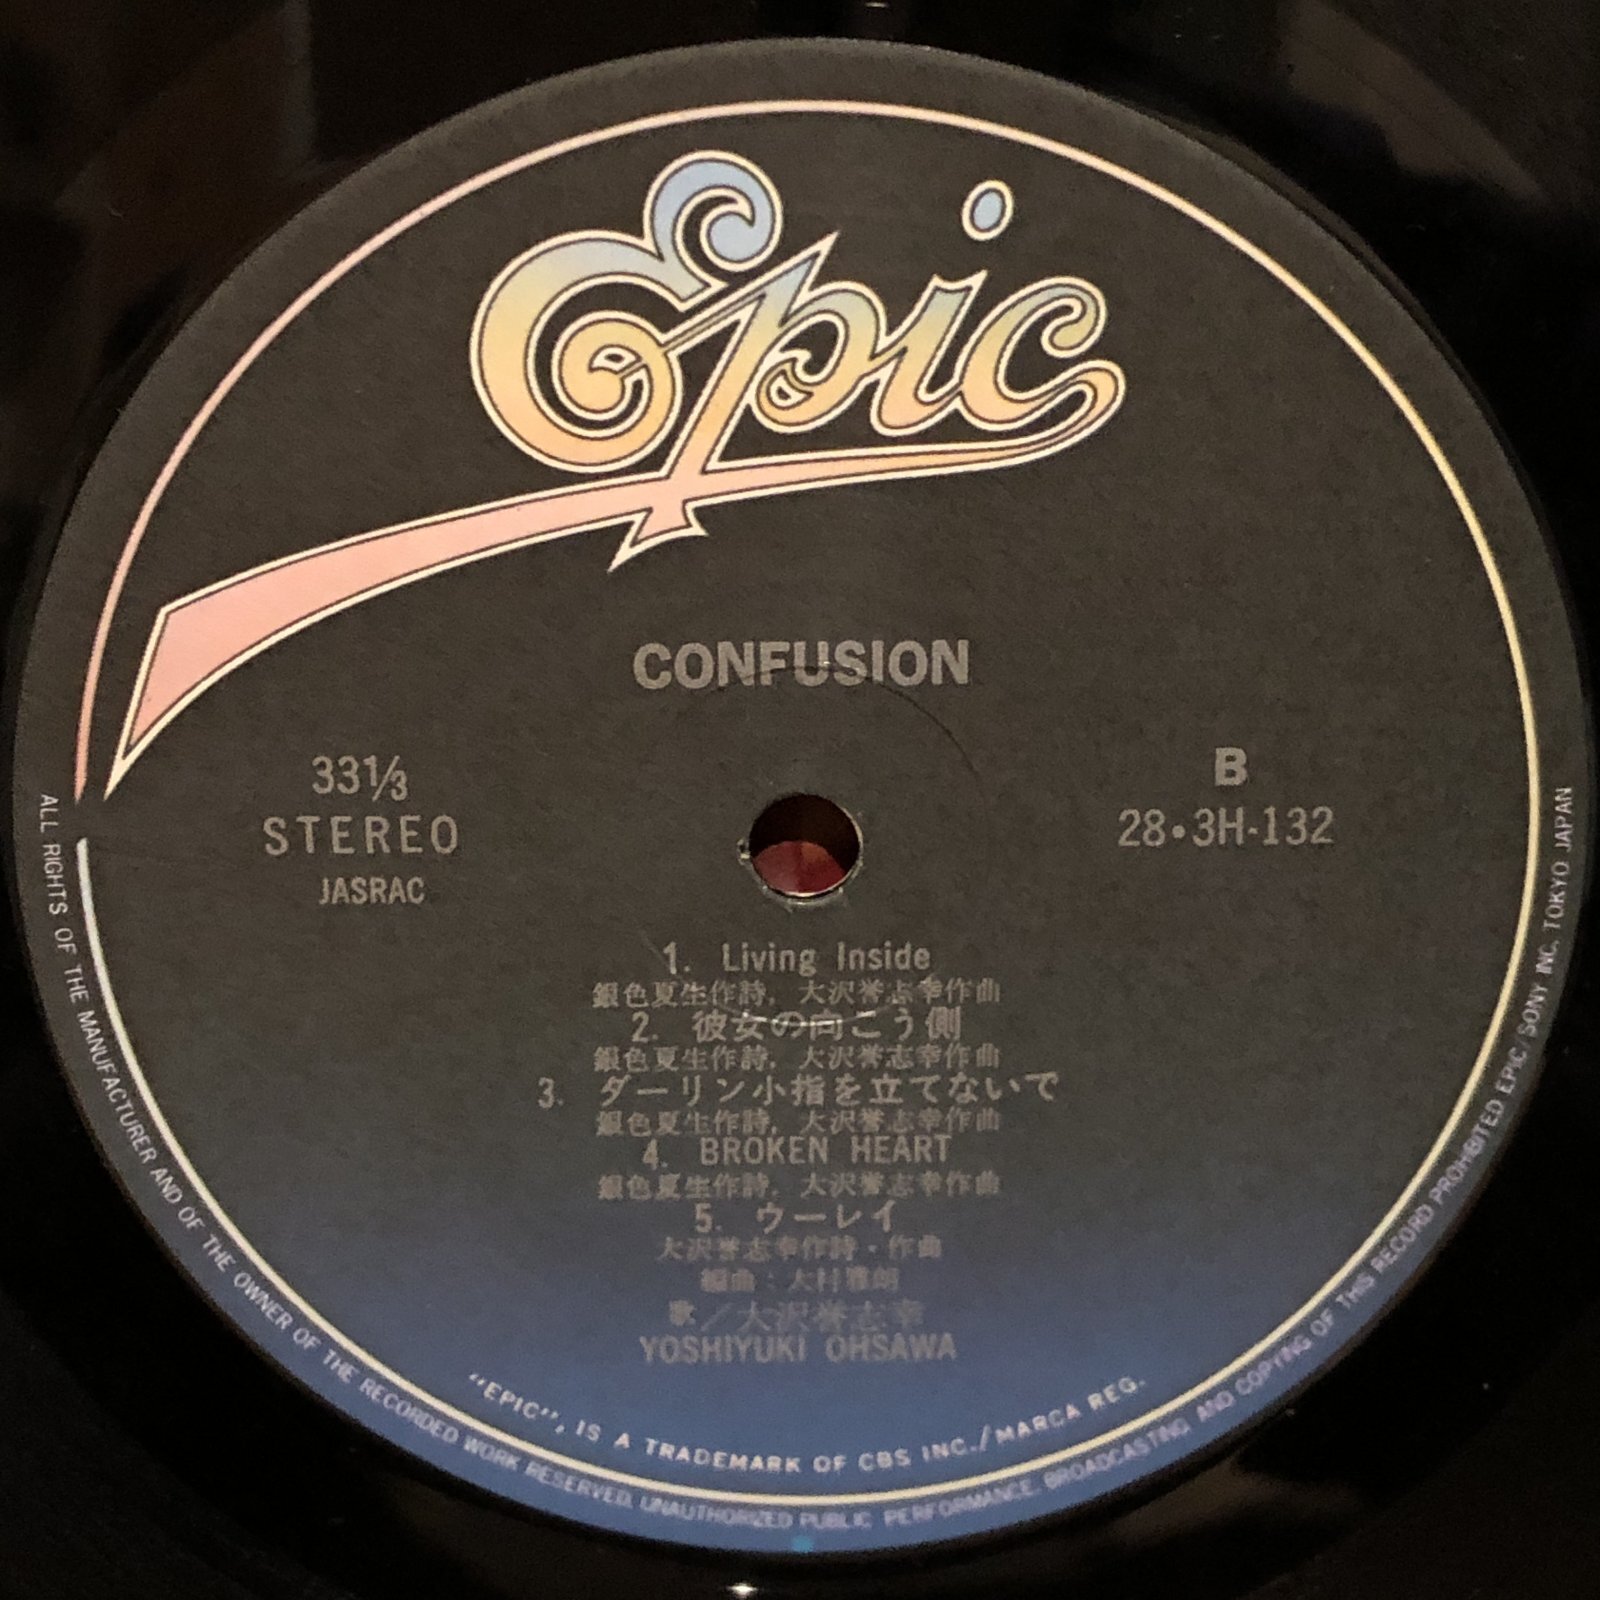 Epic
CONFUSION
33⅓
STEREO
JASRAC
B
28・3H-132
1. Living Inside
銀色夏生作詩, 大沢誉志幸作曲
2. 彼女の向こう側
銀色夏生作詩, 大沢誉志幸作曲
3. ダーリン小指を立てないで
銀色夏生作詩, 大沢誉志幸作曲
4. BROKEN HEART
銀色夏生作詩, 大沢誉志幸作曲
5. ウーレイ
大沢誉志幸作詩・作曲
編曲：大村雅朗
歌／大沢誉志幸
YOSHIYUKI OHSAWA
"EPIC", IS A TRADEMARK OF CBS INC./MARCA REG.
ALL RIGHTS OF THE MANUFACTURER AND OF THE OWNER OF THE RECORDED WORK RESERVED. UNAUTHORIZED PUBLIC PERFORMANCE. BROADCASTING AND COPYING OF THIS RECORD PROHIBITED EPIC/SONY INC. TOKYO JAPAN